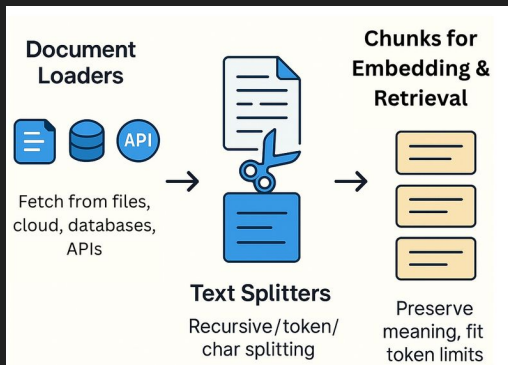 Document
Loaders
API
Fetch from files,
cloud, databases,
APIs
Text Splitters
Recursive/token/
char splitting
Chunks for
Embedding &
Retrieval
Preserve
meaning, fit
token limits